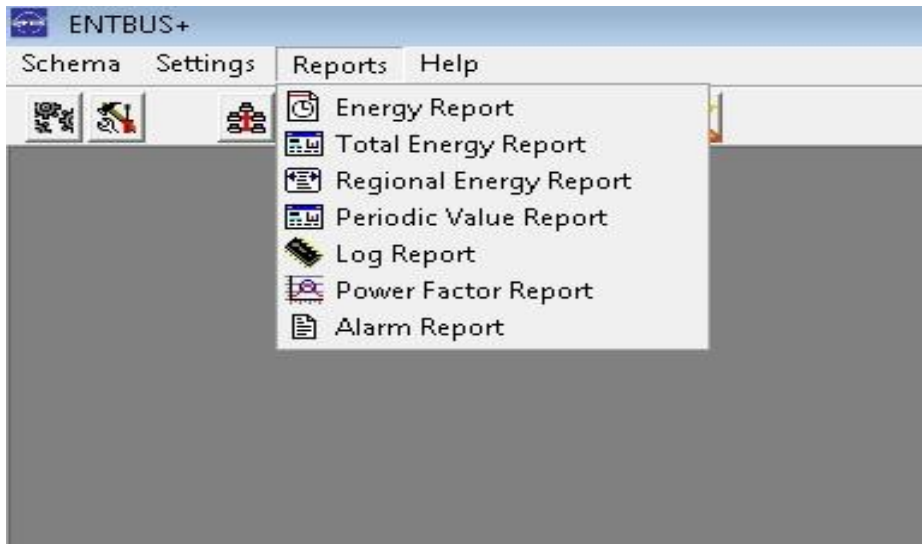 ENTBUS+
Schema Settings Reports Help
Energy Report
Total Energy Report
Regional Energy Report
Periodic Value Report
Log Report
Power Factor Report
Alarm Report